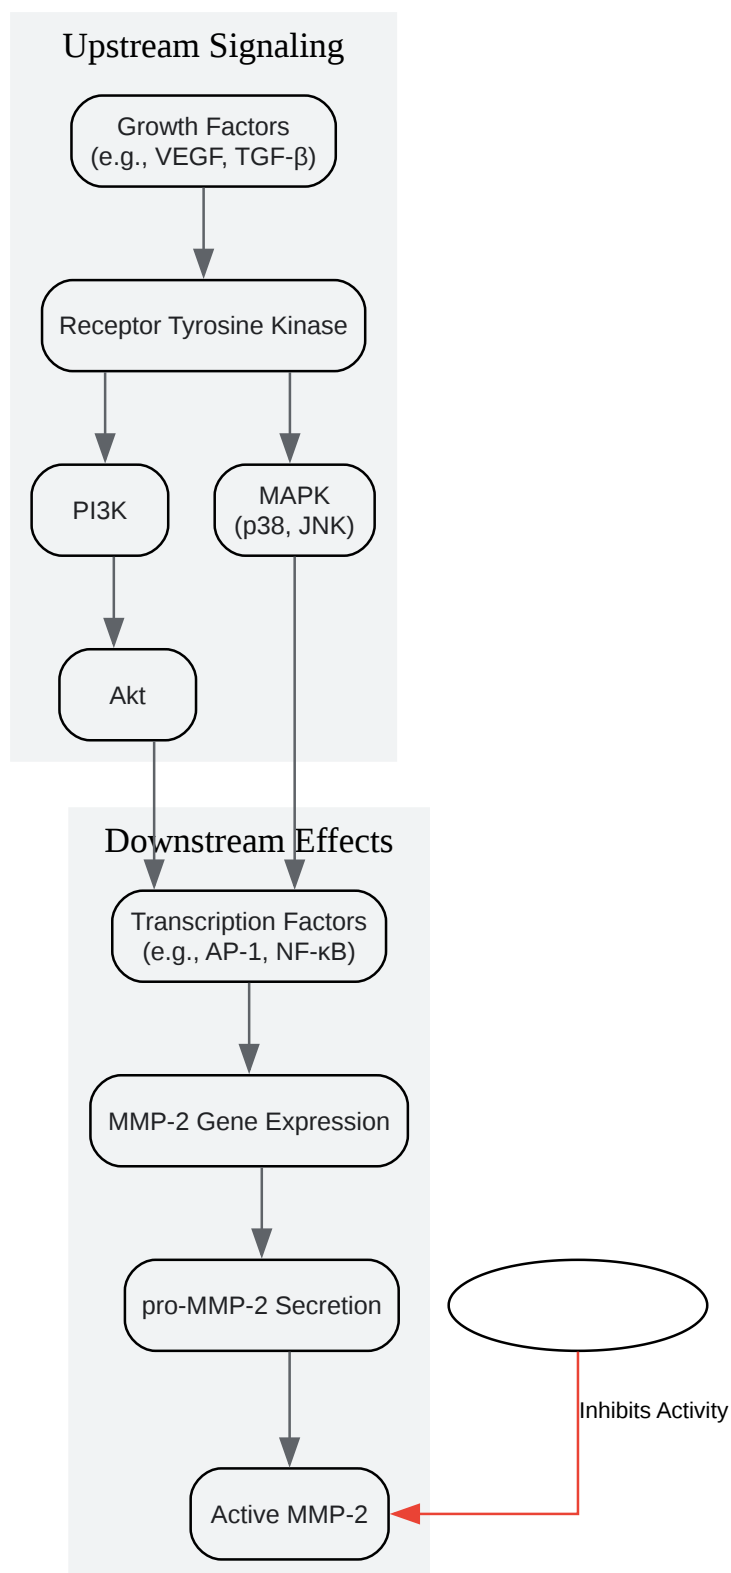 Upstream Signaling
Growth Factors
(e.g., VEGF, TGF-β)
Receptor Tyrosine Kinase
PI3K
MAPK
(p38, JNK)
Akt
Downstream Effects
Transcription Factors
(e.g., AP-1, NF-κB)
MMP-2 Gene Expression
pro-MMP-2 Secretion
Inhibits Activity
Active MMP-2